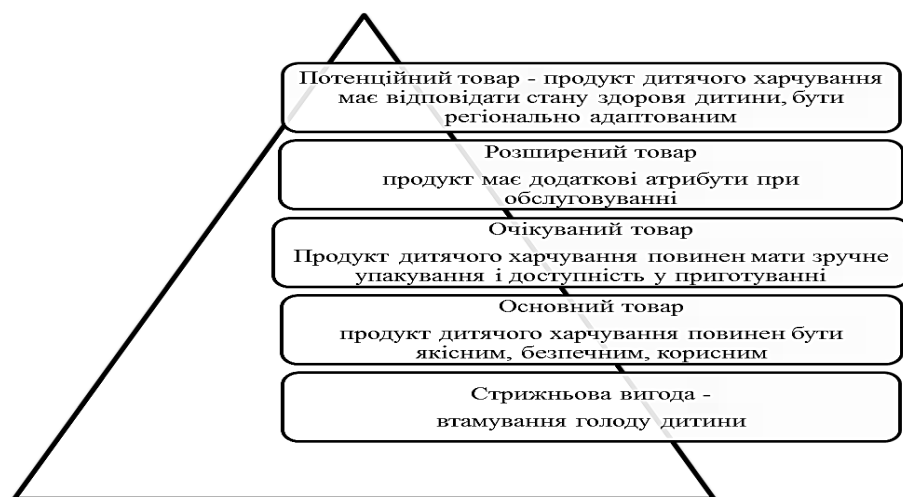 Потенційний товар - продукт дитячого харчування
має відповідати стану здоровя дитини, бути
регіонально адаптованим
Розширений товар
продукт має додаткові атрибути при
обслуговуванні
Очікуваний товар
Продукт дитячого харчування повинен мати зручне
упакування і доступність у приготуванні
Основний товар
продукт дитячого харчування повинен бути
якісним, безпечним, корисним
Стрижньова вигода -
втамування голоду дитини